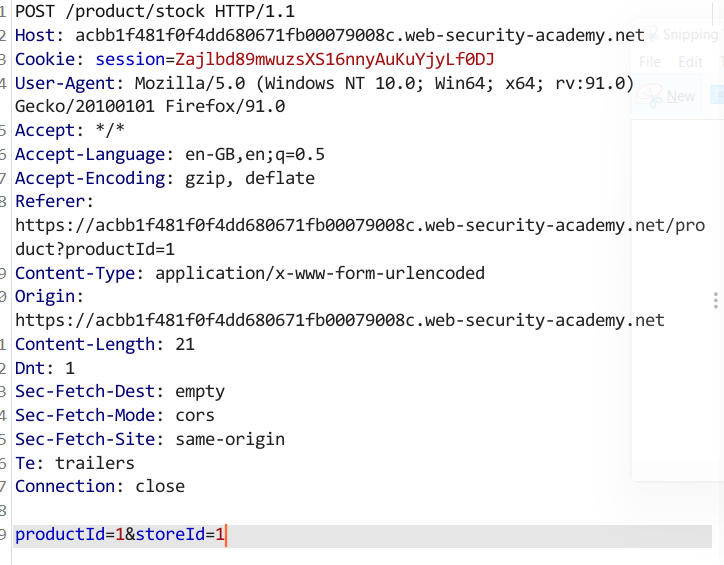 1 POST /product/stock HTTP/1.1
2 Host: acbb1f481f0f4dd680671fb00079008c.web-security-academy.net
3 Cookie: session=Zajlbd89mwuzsXS16nnyAuKuYjyLf0DJ
4 User-Agent: Mozilla/5.0 (Windows NT 10.0; Win64; x64; rv:91.0)
Gecko/20100101 Firefox/91.0
5 Accept: */*
6 Accept-Language: en-GB,en;q=0.5
7 Accept-Encoding: gzip, deflate
8 Referer:
https://acbb1f481f0f4dd680671fb00079008c.web-security-academy.net/pro
duct?productId=1
9 Content-Type: application/x-www-form-urlencoded
0 Origin:
https://acbb1f481f0f4dd680671fb00079008c.web-security-academy.net
1 Content-Length: 21
2 Dnt: 1
3 Sec-Fetch-Dest: empty
4 Sec-Fetch-Mode: cors
5 Sec-Fetch-Site: same-origin
6 Te: trailers
7 Connection: close
8
9 productId=1&storeId=1
Snipping
File Edit T
New